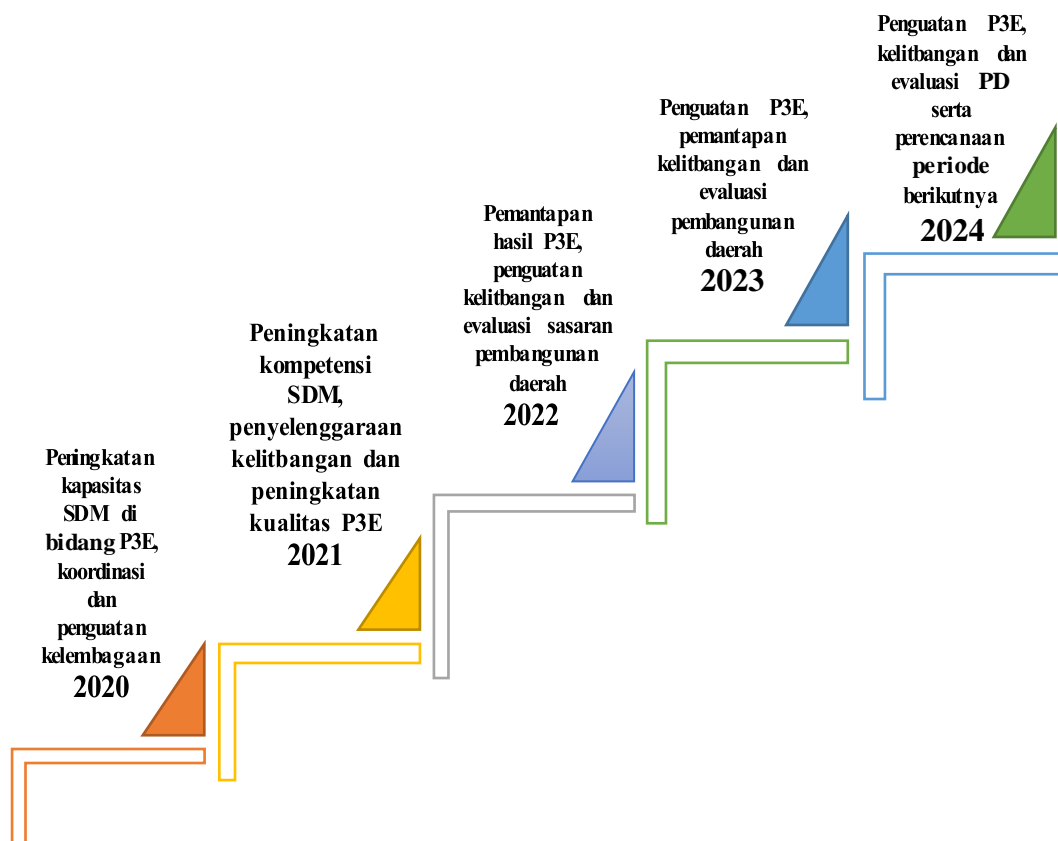 Peningkatan
kapasitas
SDM di
bidang P3E,
koordinasi
dan
penguatan
kelembagaan
2020
Peningkatan
kompetensi
SDM,
penyelenggaraan
kelitbangan dan
peningkatan
kualitas P3E
2021
Pemantapan
hasil P3E,
penguatan
kelitbangan dan
evaluasi sasaran
pembangunan
daerah
2022
Penguatan P3E,
pemantapan
kelitbangan dan
evaluasi
pembangunan
daerah
2023
Penguatan P3E,
kelitbangan dan
evaluasi PD
serta
perencanaan
periode
berikutnya
2024